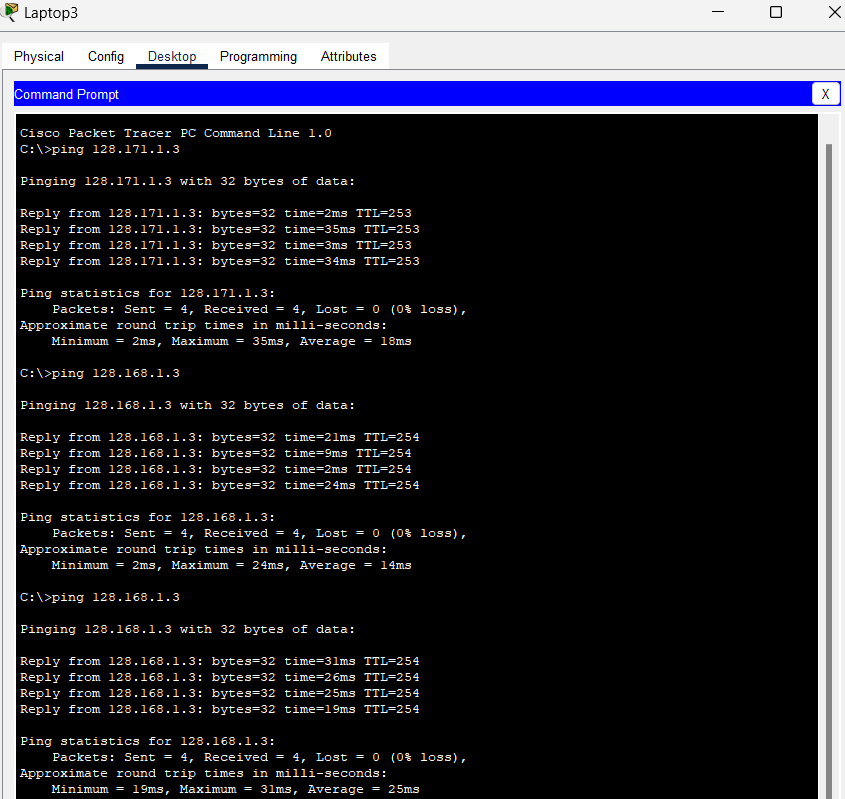 Laptop3
Physical Config Desktop Programming Attributes
Command Prompt X
Cisco Packet Tracer PC Command Line 1.0
C:\>ping 128.171.1.3
Pinging 128.171.1.3 with 32 bytes of data:
Reply from 128.171.1.3: bytes=32 time=2ms TTL=253
Reply from 128.171.1.3: bytes=32 time=35ms TTL=253
Reply from 128.171.1.3: bytes=32 time=3ms TTL=253
Reply from 128.171.1.3: bytes=32 time=34ms TTL=253
Ping statistics for 128.171.1.3:
    Packets: Sent = 4, Received = 4, Lost = 0 (0% loss),
Approximate round trip times in milli-seconds:
    Minimum = 2ms, Maximum = 35ms, Average = 18ms
C:\>ping 128.168.1.3
Pinging 128.168.1.3 with 32 bytes of data:
Reply from 128.168.1.3: bytes=32 time=21ms TTL=254
Reply from 128.168.1.3: bytes=32 time=9ms TTL=254
Reply from 128.168.1.3: bytes=32 time=2ms TTL=254
Reply from 128.168.1.3: bytes=32 time=24ms TTL=254
Ping statistics for 128.168.1.3:
    Packets: Sent = 4, Received = 4, Lost = 0 (0% loss),
Approximate round trip times in milli-seconds:
    Minimum = 2ms, Maximum = 24ms, Average = 14ms
C:\>ping 128.168.1.3
Pinging 128.168.1.3 with 32 bytes of data:
Reply from 128.168.1.3: bytes=32 time=31ms TTL=254
Reply from 128.168.1.3: bytes=32 time=26ms TTL=254
Reply from 128.168.1.3: bytes=32 time=25ms TTL=254
Reply from 128.168.1.3: bytes=32 time=19ms TTL=254
Ping statistics for 128.168.1.3:
    Packets: Sent = 4, Received = 4, Lost = 0 (0% loss),
Approximate round trip times in milli-seconds:
    Minimum = 19ms, Maximum = 31ms, Average = 25ms